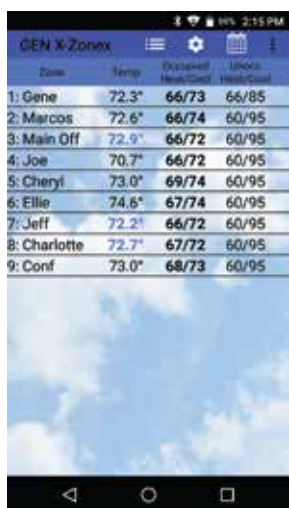 2:15 PM
GEN X-Zonex
Zone Temp Occupied Heat/Cool Unocc Heat/Cool
1: Gene 72.3° 66/73 66/85
2: Marcos 72.6° 66/74 60/95
3: Main Off 72.9° 66/72 60/95
4: Joe 70.7° 66/72 60/95
5: Cheryl 73.0° 69/74 60/95
6: Ellie 74.6° 67/74 60/95
7: Jeff 72.2° 66/72 60/95
8: Charlotte 72.7° 67/72 60/95
9: Conf 73.0° 68/73 60/95